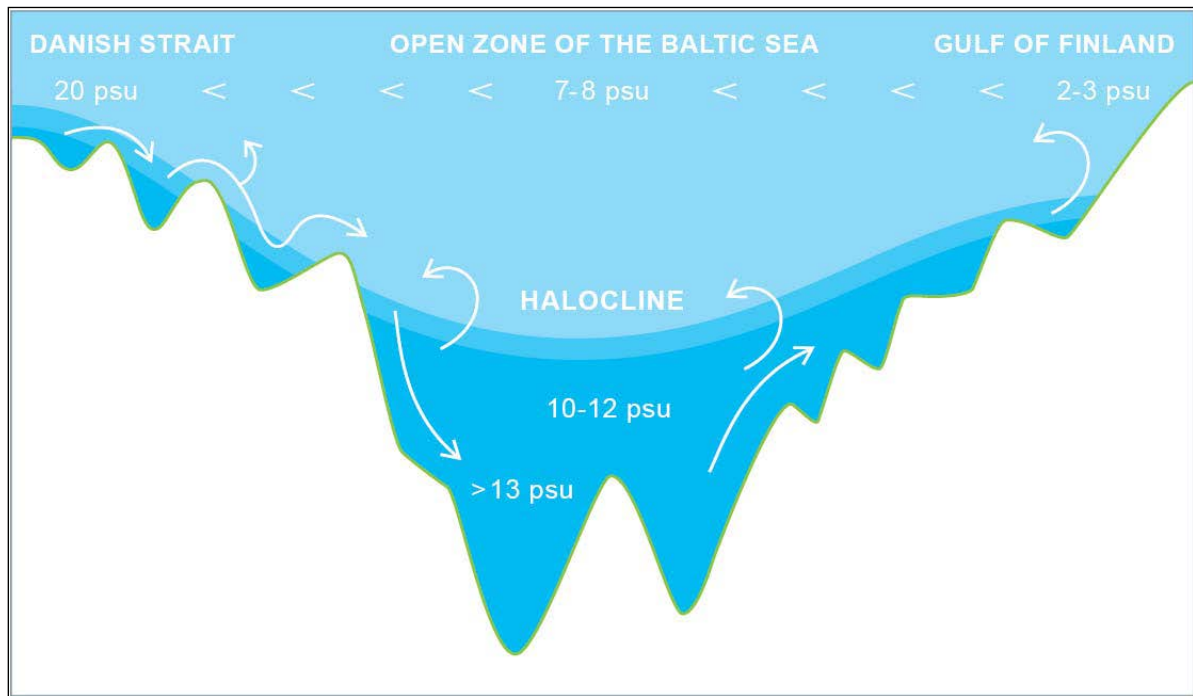 DANISH STRAIT
OPEN ZONE OF THE BALTIC SEA
GULF OF FINLAND
20 psu < < < < 7-8 psu < < < < 2-3 psu
HALOCLINE
10-12 psu
>13 psu